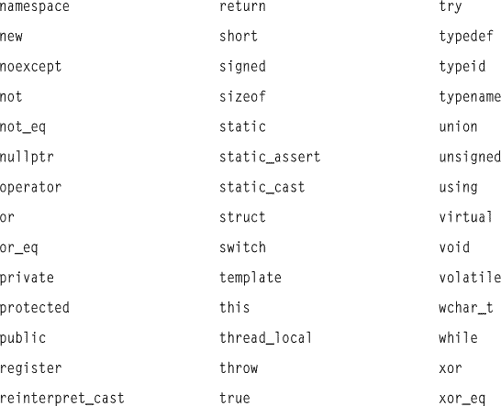 namespace return try
new short typedef
noexcept signed typeid
not sizeof typename
not_eq static union
nullptr static_assert unsigned
operator static_cast using
or struct virtual
or_eq switch void
private template volatile
protected this wchar_t
public thread_local while
register throw xor
reinterpret_cast true xor_eq